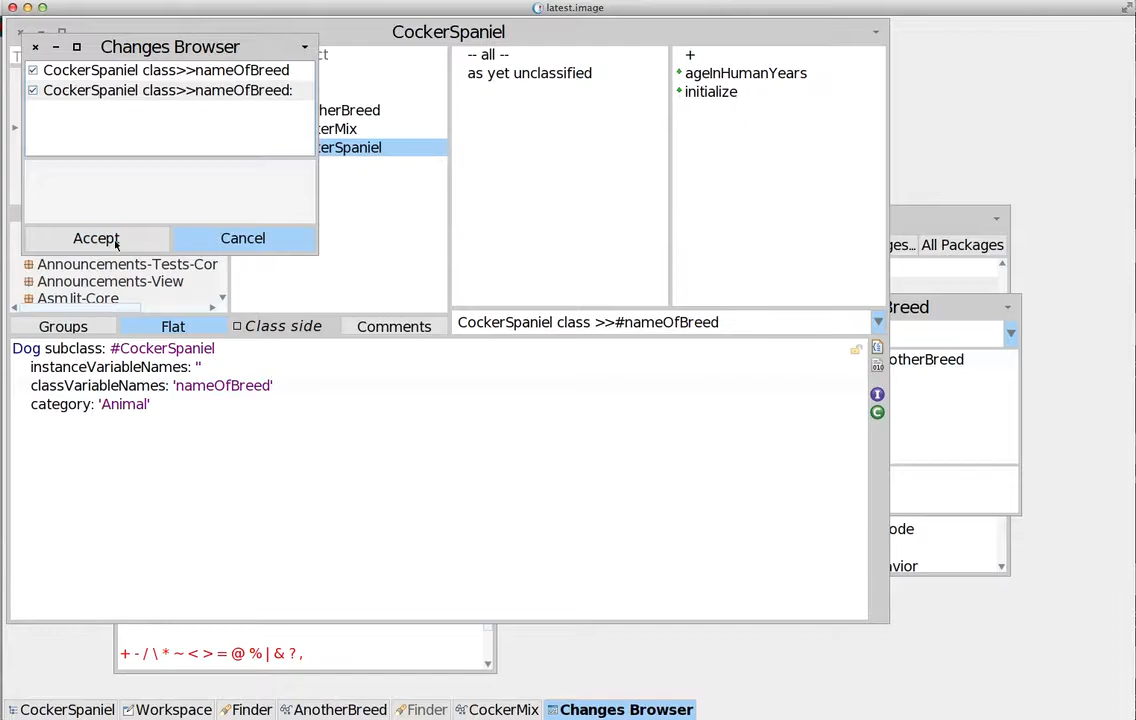 latest.image
CockerSpaniel
Changes Browser
CockerSpaniel class>>nameOfBreed
CockerSpaniel class>>nameOfBreed:
Accept
Cancel
Announcements-Tests-Cor
Announcements-View
AsmJit-Core
herBreed
kerMix
kerSpaniel
-- all --
as yet unclassified
+
ageInHumanYears
initialize
Groups
Flat
Class side
Comments
CockerSpaniel class >>#nameOfBreed
Dog subclass: #CockerSpaniel
instanceVariableNames: ''
classVariableNames: 'nameOfBreed'
category: 'Animal'
ges...
All Packages
Breed
otherBreed
ode
avior
+ - / \ * ~ < > = @ % | & ? ,
CockerSpaniel
Workspace
Finder
AnotherBreed
Finder
CockerMix
Changes Browser